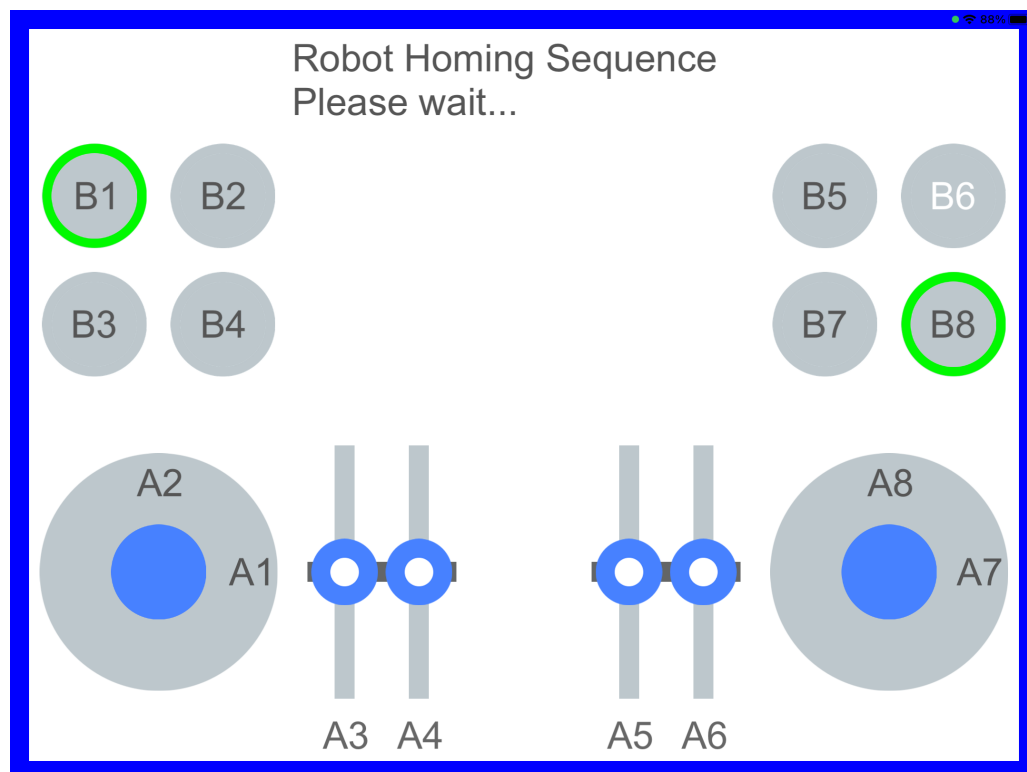 88%
Robot Homing Sequence
Please wait...
B1 B2 B5 B6
B3 B4 B7 B8
A2 A8
A1 A7
A3 A4 A5 A6